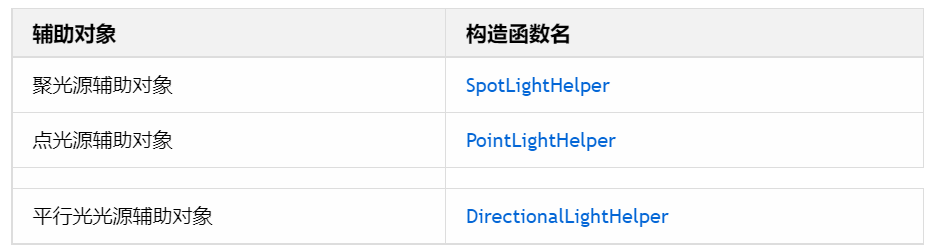 辅助对象 构造函数名
聚光源辅助对象 SpotLightHelper
点光源辅助对象 PointLightHelper
平行光光源辅助对象 DirectionalLightHelper